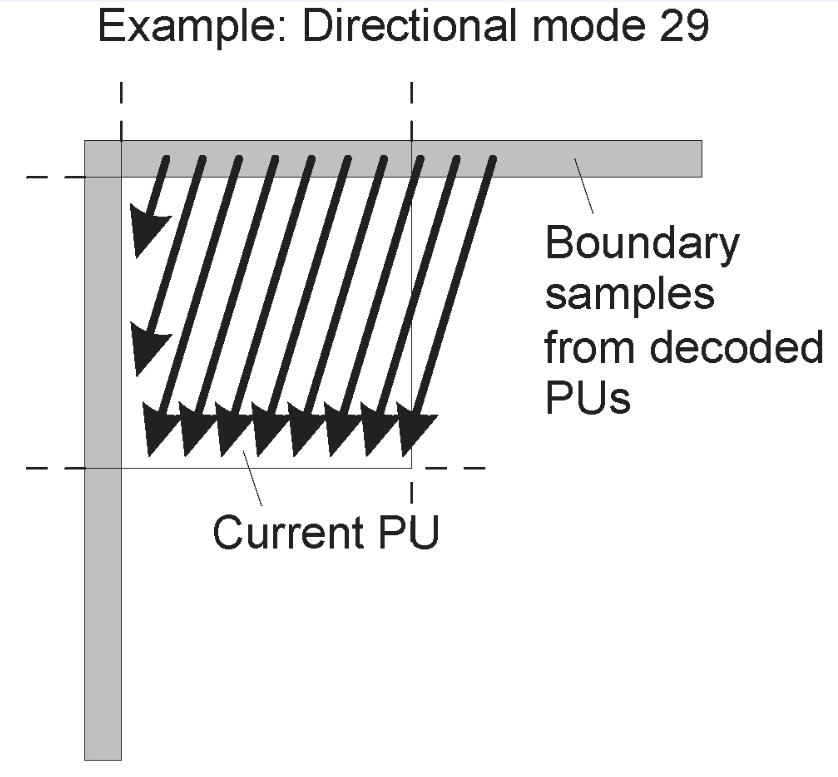 Example: Directional mode 29
Boundary
samples
from decoded
PUs
Current PU